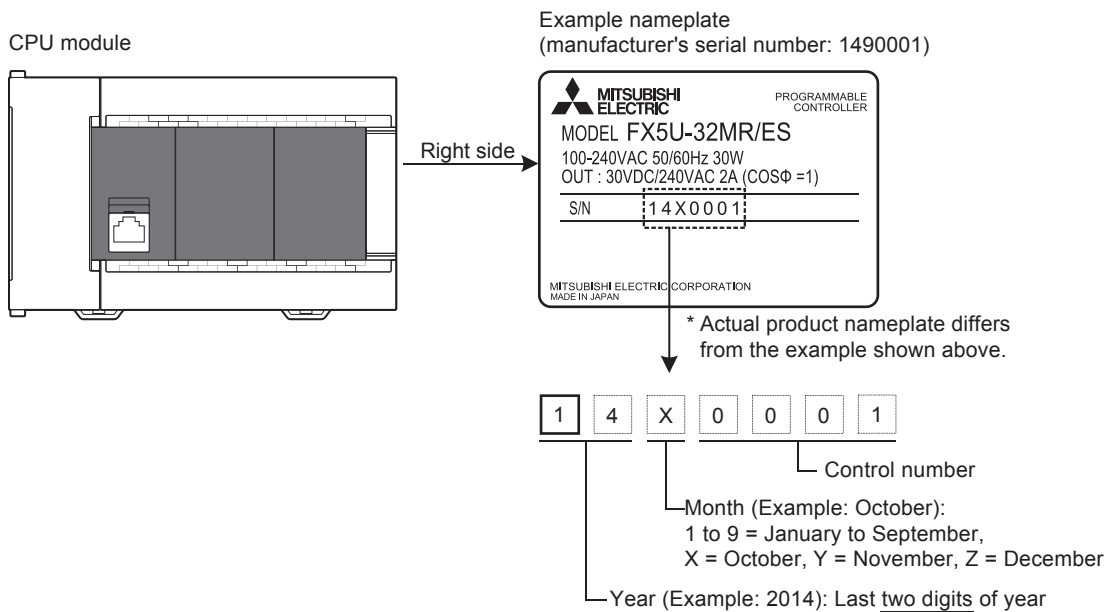 CPU module
Example nameplate
(manufacturer's serial number: 1490001)
MITSUBISHI
ELECTRIC
PROGRAMMABLE
CONTROLLER
MODEL FX5U-32MR/ES
100-240VAC 50/60Hz 30W
OUT : 30VDC/240VAC 2A (COSΦ =1)
S/N 14X0001
MITSUBISHI ELECTRIC CORPORATION
MADE IN JAPAN
Right side
* Actual product nameplate differs
from the example shown above.
1 4 X 0 0 0 1
Control number
Month (Example: October):
1 to 9 = January to September,
X = October, Y = November, Z = December
Year (Example: 2014): Last two digits of year